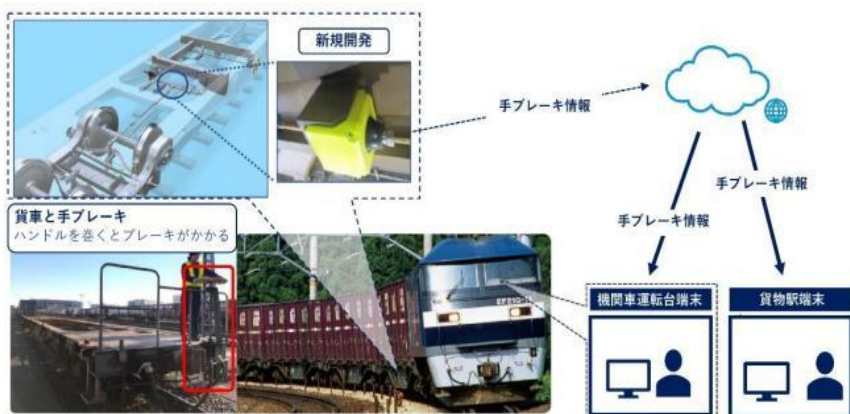 新規開発
手ブレーキ情報
手ブレーキ情報
手ブレーキ情報
貨車と手ブレーキ
ハンドルを巻くとブレーキがかかる
機関車運転台端末
貨物駅端末